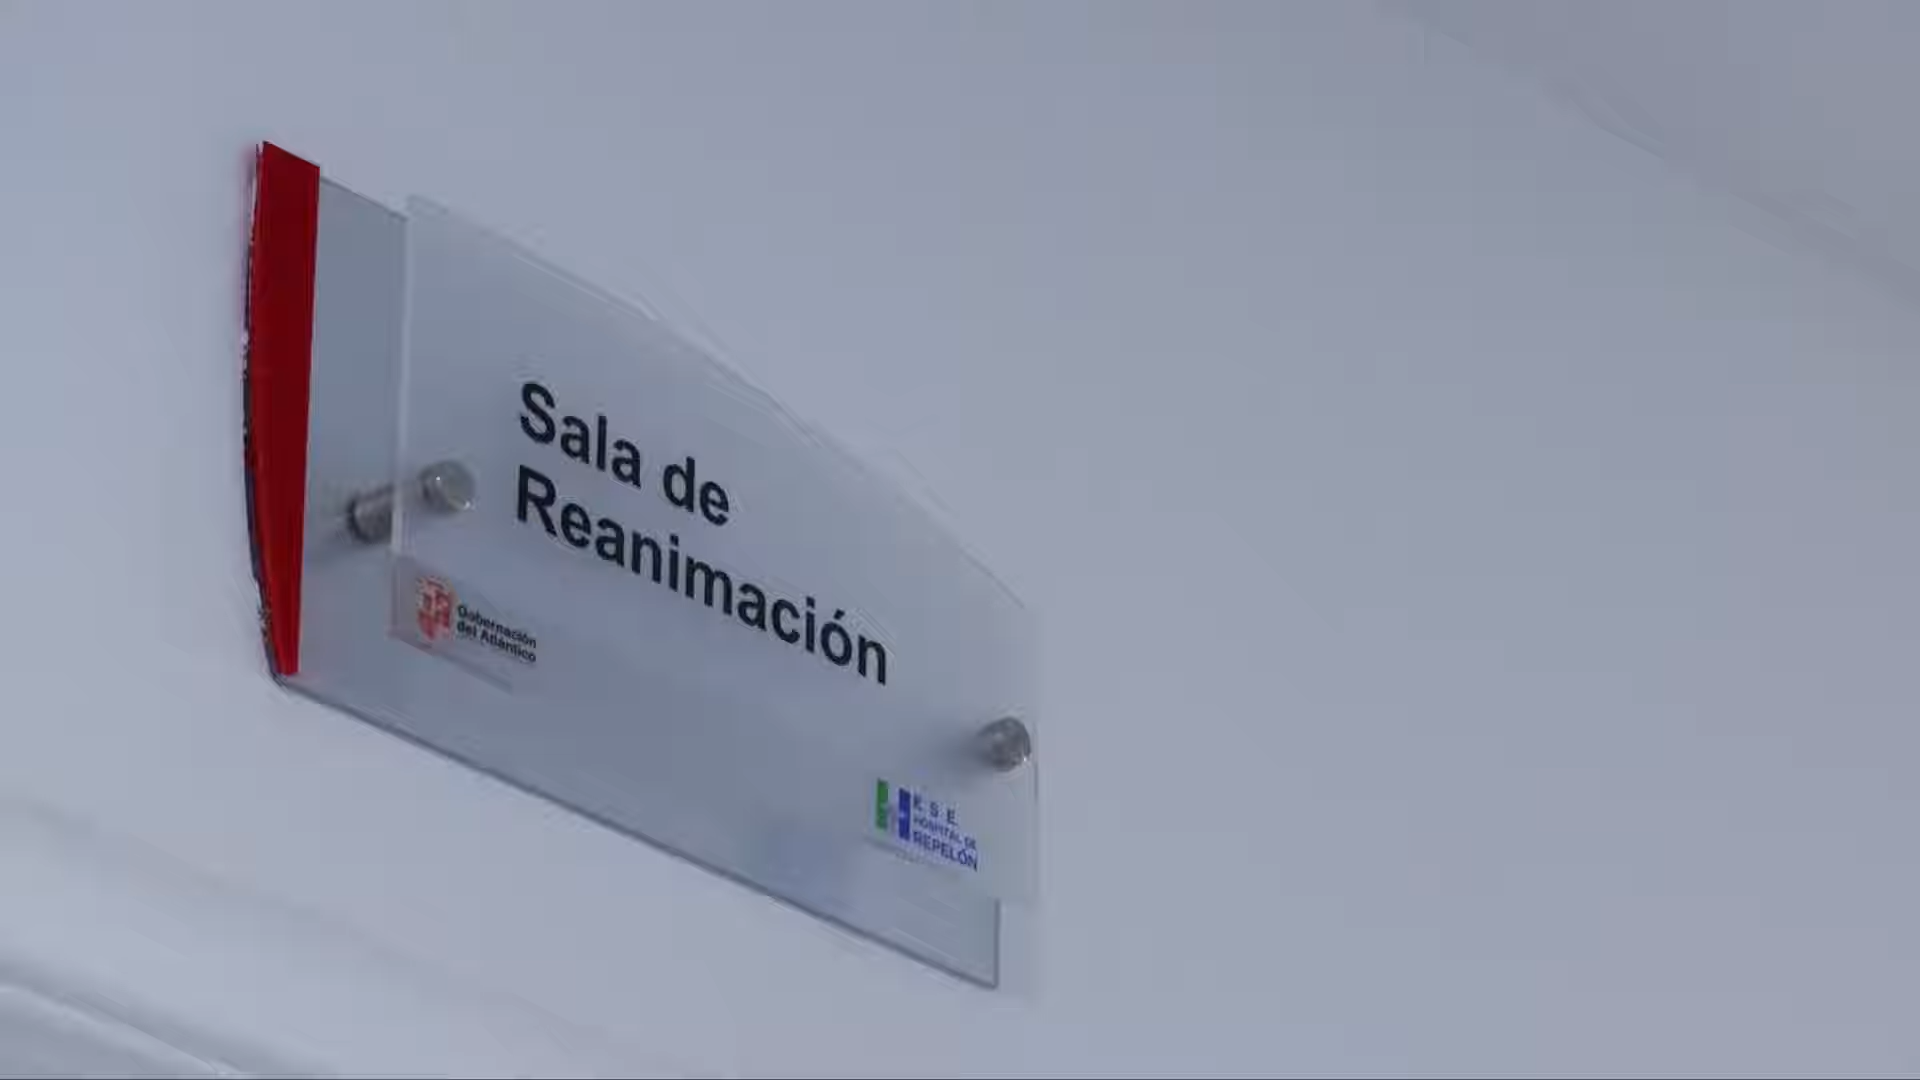 Sala de
Reanimación
Gobernación
del Atlántico
E. S. E.
HOSPITAL DE
REPELÓN